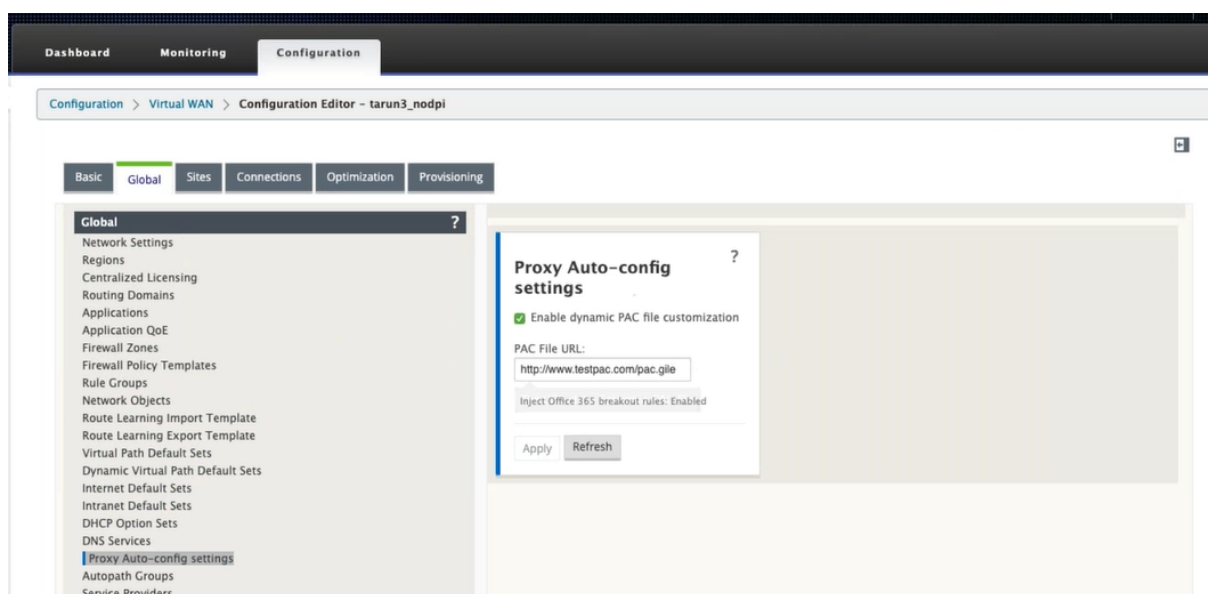 Dashboard Monitoring Configuration
Configuration > Virtual WAN > Configuration Editor - tarun3_nodpi
Basic Global Sites Connections Optimization Provisioning
Global ?
Network Settings
Regions
Centralized Licensing
Routing Domains
Applications
Application QoE
Firewall Zones
Firewall Policy Templates
Rule Groups
Network Objects
Route Learning Import Template
Route Learning Export Template
Virtual Path Default Sets
Dynamic Virtual Path Default Sets
Internet Default Sets
Intranet Default Sets
DHCP Option Sets
DNS Services
Proxy Auto-config settings
Autopath Groups
Service Providers
Proxy Auto-config ?
settings
Enable dynamic PAC file customization
PAC File URL:
http://www.testpac.com/pac.gile
Inject Office 365 breakout rules: Enabled
Apply Refresh